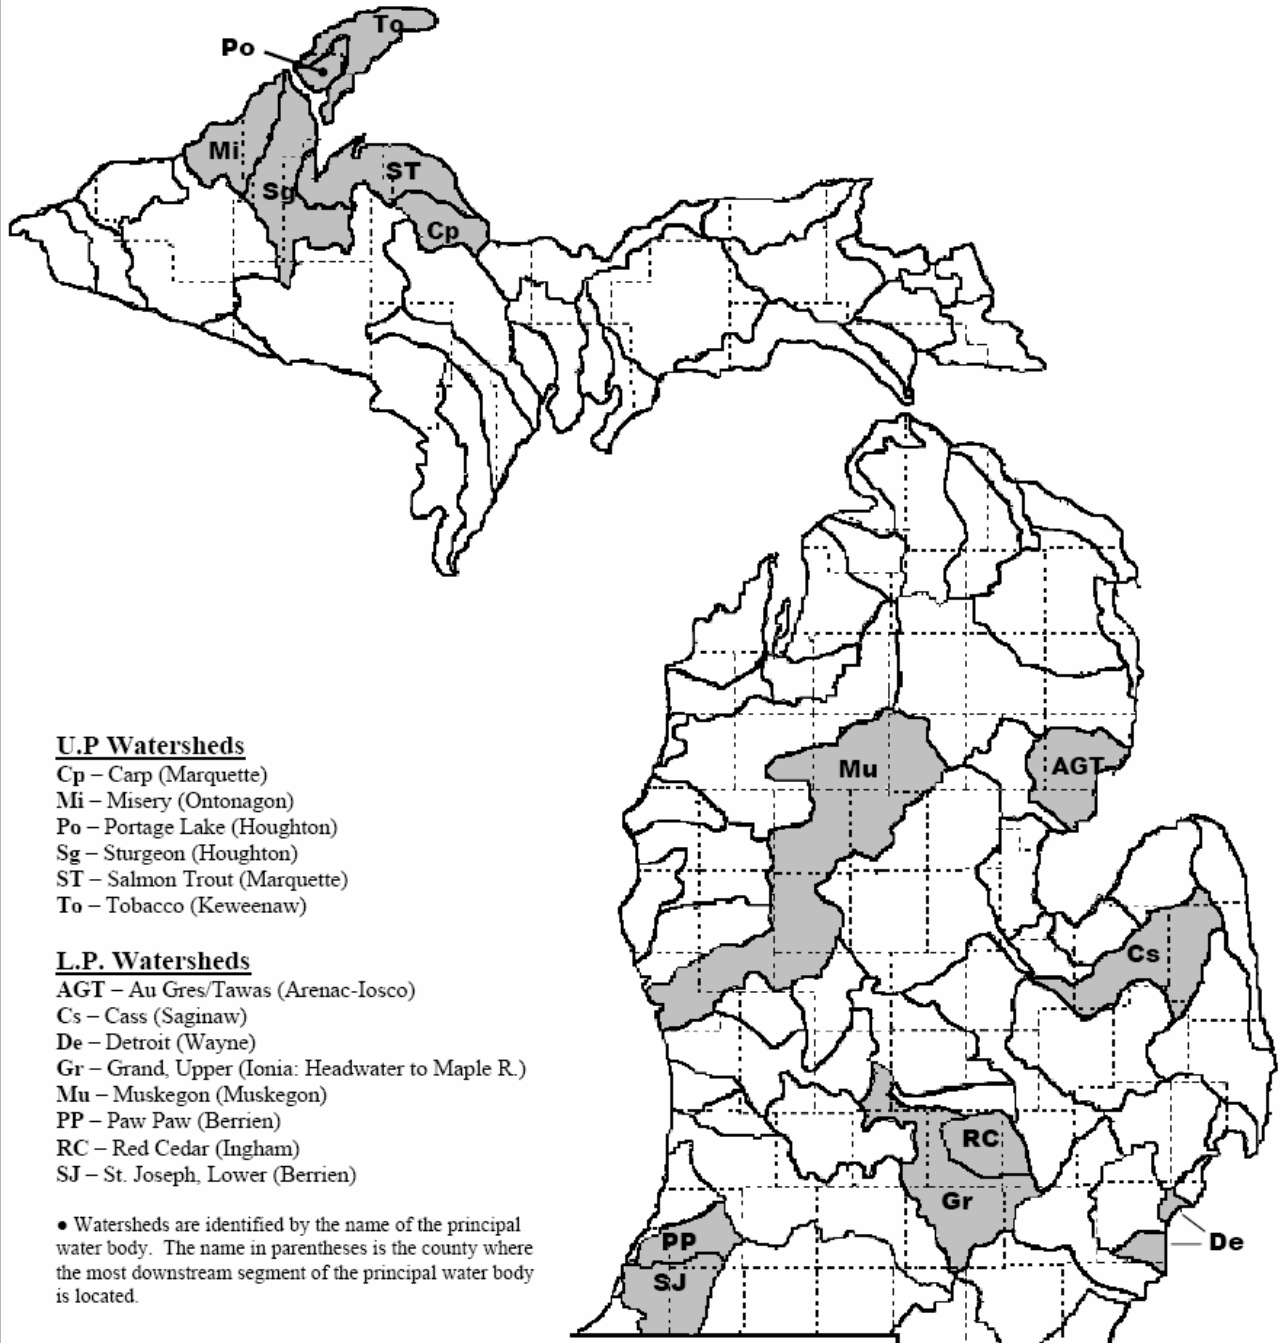 To
Po
Mi
ST
Sg
Cp
Mu
AGT
Cs
RC
Gr
De
PP
SJ
U.P Watersheds
Cp – Carp (Marquette)
Mi – Misery (Ontonagon)
Po – Portage Lake (Houghton)
Sg – Sturgeon (Houghton)
ST – Salmon Trout (Marquette)
To – Tobacco (Keweenaw)
L.P. Watersheds
AGT – Au Gres/Tawas (Arenac-Iosco)
Cs – Cass (Saginaw)
De – Detroit (Wayne)
Gr – Grand, Upper (Ionia: Headwater to Maple R.)
Mu – Muskegon (Muskegon)
PP – Paw Paw (Berrien)
RC – Red Cedar (Ingham)
SJ – St. Joseph, Lower (Berrien)
● Watersheds are identified by the name of the principal
water body. The name in parentheses is the county where
the most downstream segment of the principal water body
is located.